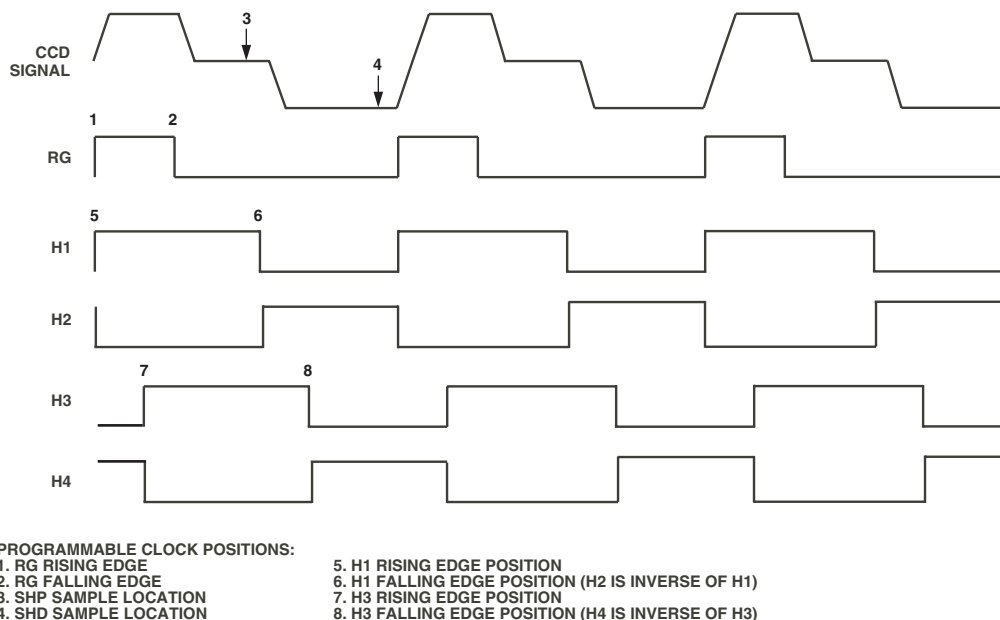 3
CCD
SIGNAL
4
1 2
RG
5 6
H1
H2
7 8
H3
H4
PROGRAMMABLE CLOCK POSITIONS:
1. RG RISING EDGE
2. RG FALLING EDGE
3. SHP SAMPLE LOCATION
4. SHD SAMPLE LOCATION
5. H1 RISING EDGE POSITION
6. H1 FALLING EDGE POSITION (H2 IS INVERSE OF H1)
7. H3 RISING EDGE POSITION
8. H3 FALLING EDGE POSITION (H4 IS INVERSE OF H3)